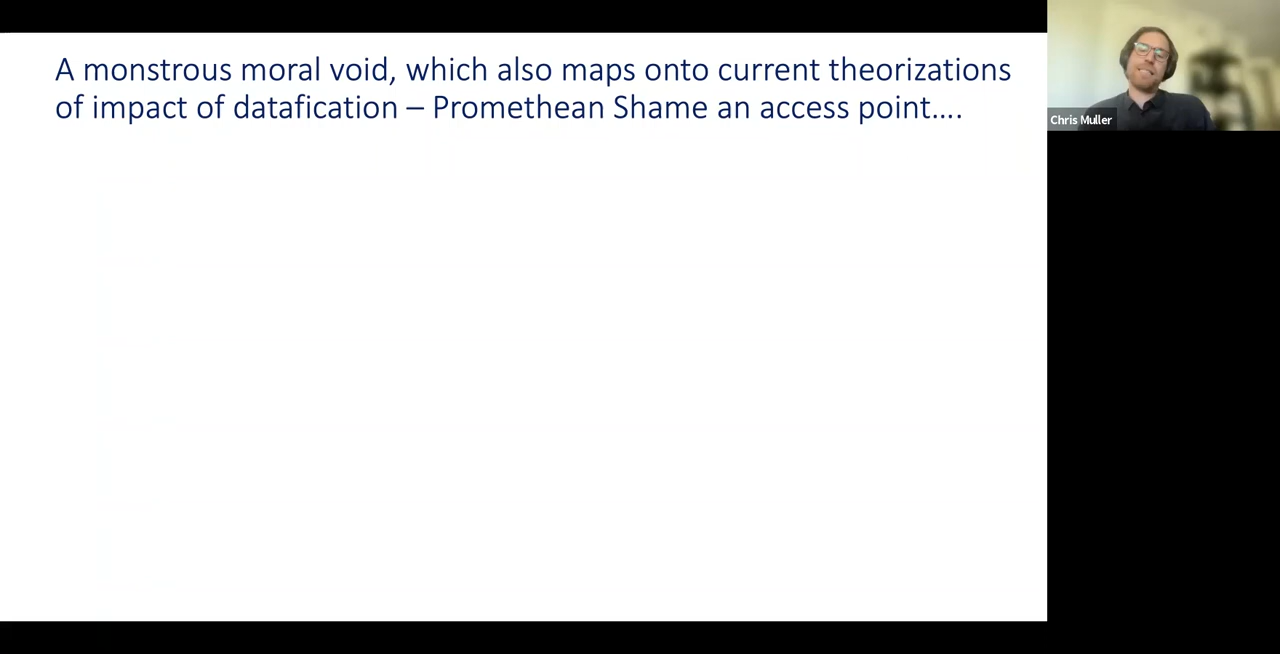 A monstrous moral void, which also maps onto current theorizations
of impact of datafication – Promethean Shame an access point….
Chris Muller